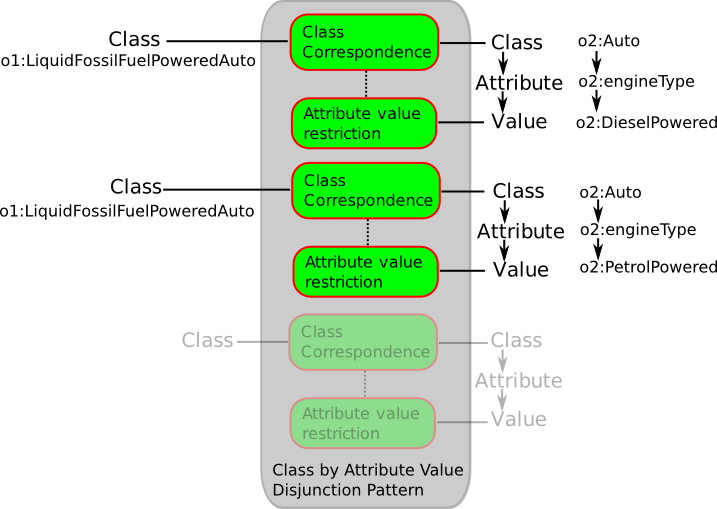 Class
o1:LiquidFossilFuelPoweredAuto
Class
Correspondence
Class
o2:Auto
Attribute
o2:engineType
Attribute value
restriction
Value
o2:DieselPowered
Class
o1:LiquidFossilFuelPoweredAuto
Class
Correspondence
Class
o2:Auto
Attribute
o2:engineType
Attribute value
restriction
Value
o2:PetrolPowered
Class
Class
Correspondence
Class
Attribute
Attribute value
restriction
Value
Class by Attribute Value
Disjunction Pattern